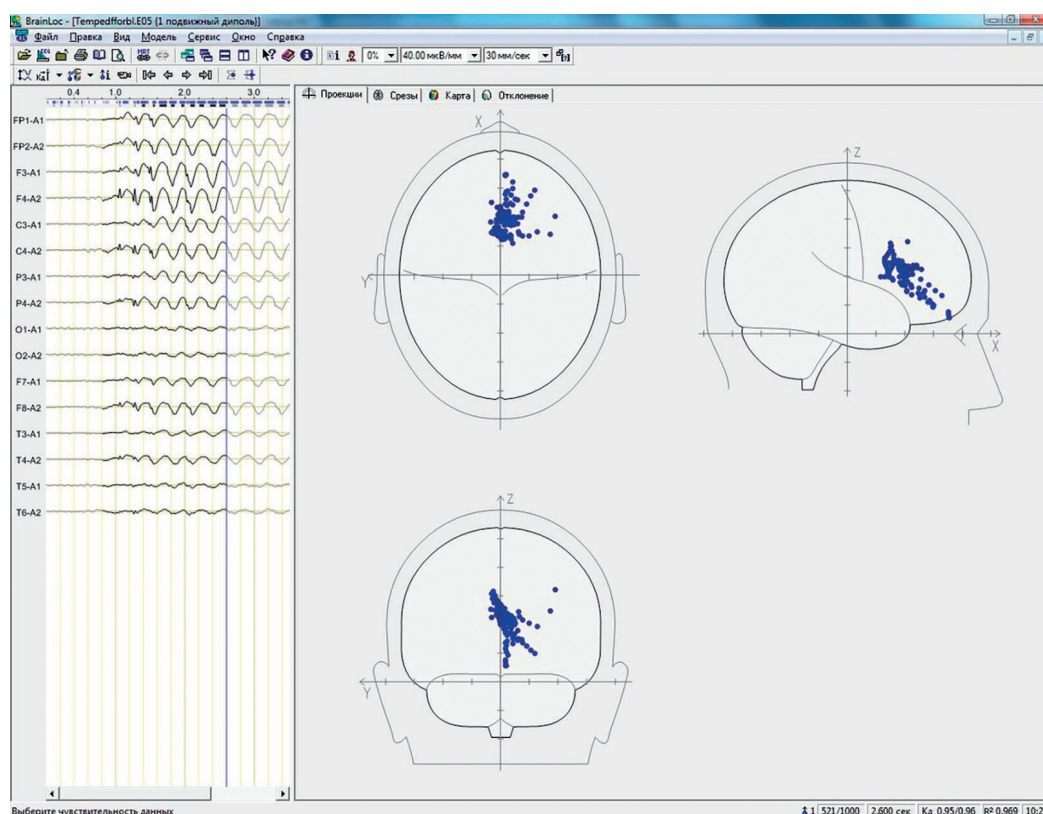 BrainLoc - [Tempedfforbl.E05 (1 подвижный диполь)]
Файл Правка Вид Модель Сервис Окно Справка
0% 40.00 мкВ/мм 30 мм/сек
Проекции Срезы Карта Отклонение
0.4 1.0 2.0 3.0
FP1-A1
FP2-A2
F3-A1
F4-A2
C3-A1
C4-A2
P3-A1
P4-A2
O1-A1
O2-A2
F7-A1
F8-A2
T3-A1
T4-A2
T5-A1
T6-A2
X
Y
Z
X
Z
Y
Выберите чувствительность данных
1 521/1000 2.600 сек Кд 0.95/0.96 R² 0.969 10:2